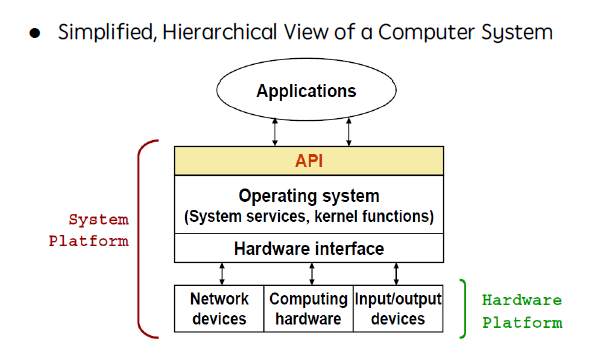 ● Simplified, Hierarchical View of a Computer System
Applications
API
Operating system
(System services, kernel functions)
Hardware interface
System
Platform
Network
devices
Computing
hardware
Input/output
devices
Hardware
Platform